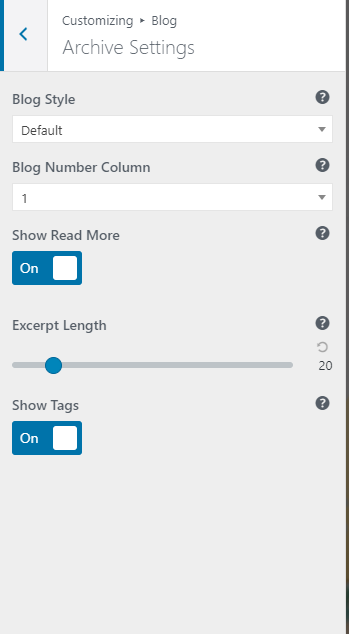 Customizing ▸ Blog
Archive Settings
Blog Style
Default
Blog Number Column
1
Show Read More
On
Excerpt Length
20
Show Tags
On